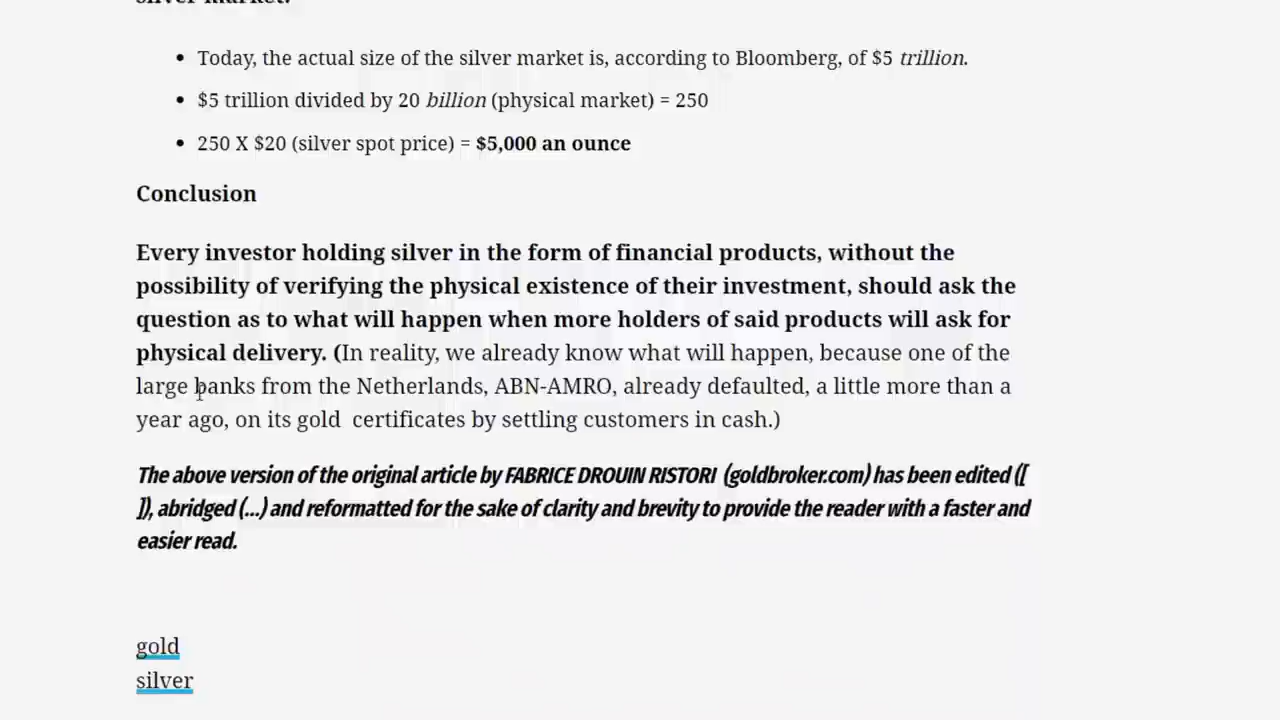 silver market.
• Today, the actual size of the silver market is, according to Bloomberg, of $5 trillion.
• $5 trillion divided by 20 billion (physical market) = 250
• 250 X $20 (silver spot price) = $5,000 an ounce
Conclusion
Every investor holding silver in the form of financial products, without the
possibility of verifying the physical existence of their investment, should ask the
question as to what will happen when more holders of said products will ask for
physical delivery. (In reality, we already know what will happen, because one of the
large banks from the Netherlands, ABN-AMRO, already defaulted, a little more than a
year ago, on its gold  certificates by settling customers in cash.)
The above version of the original article by FABRICE DROUIN RISTORI  (goldbroker.com) has been edited ([
]), abridged (...) and reformatted for the sake of clarity and brevity to provide the reader with a faster and
easier read.
gold
silver